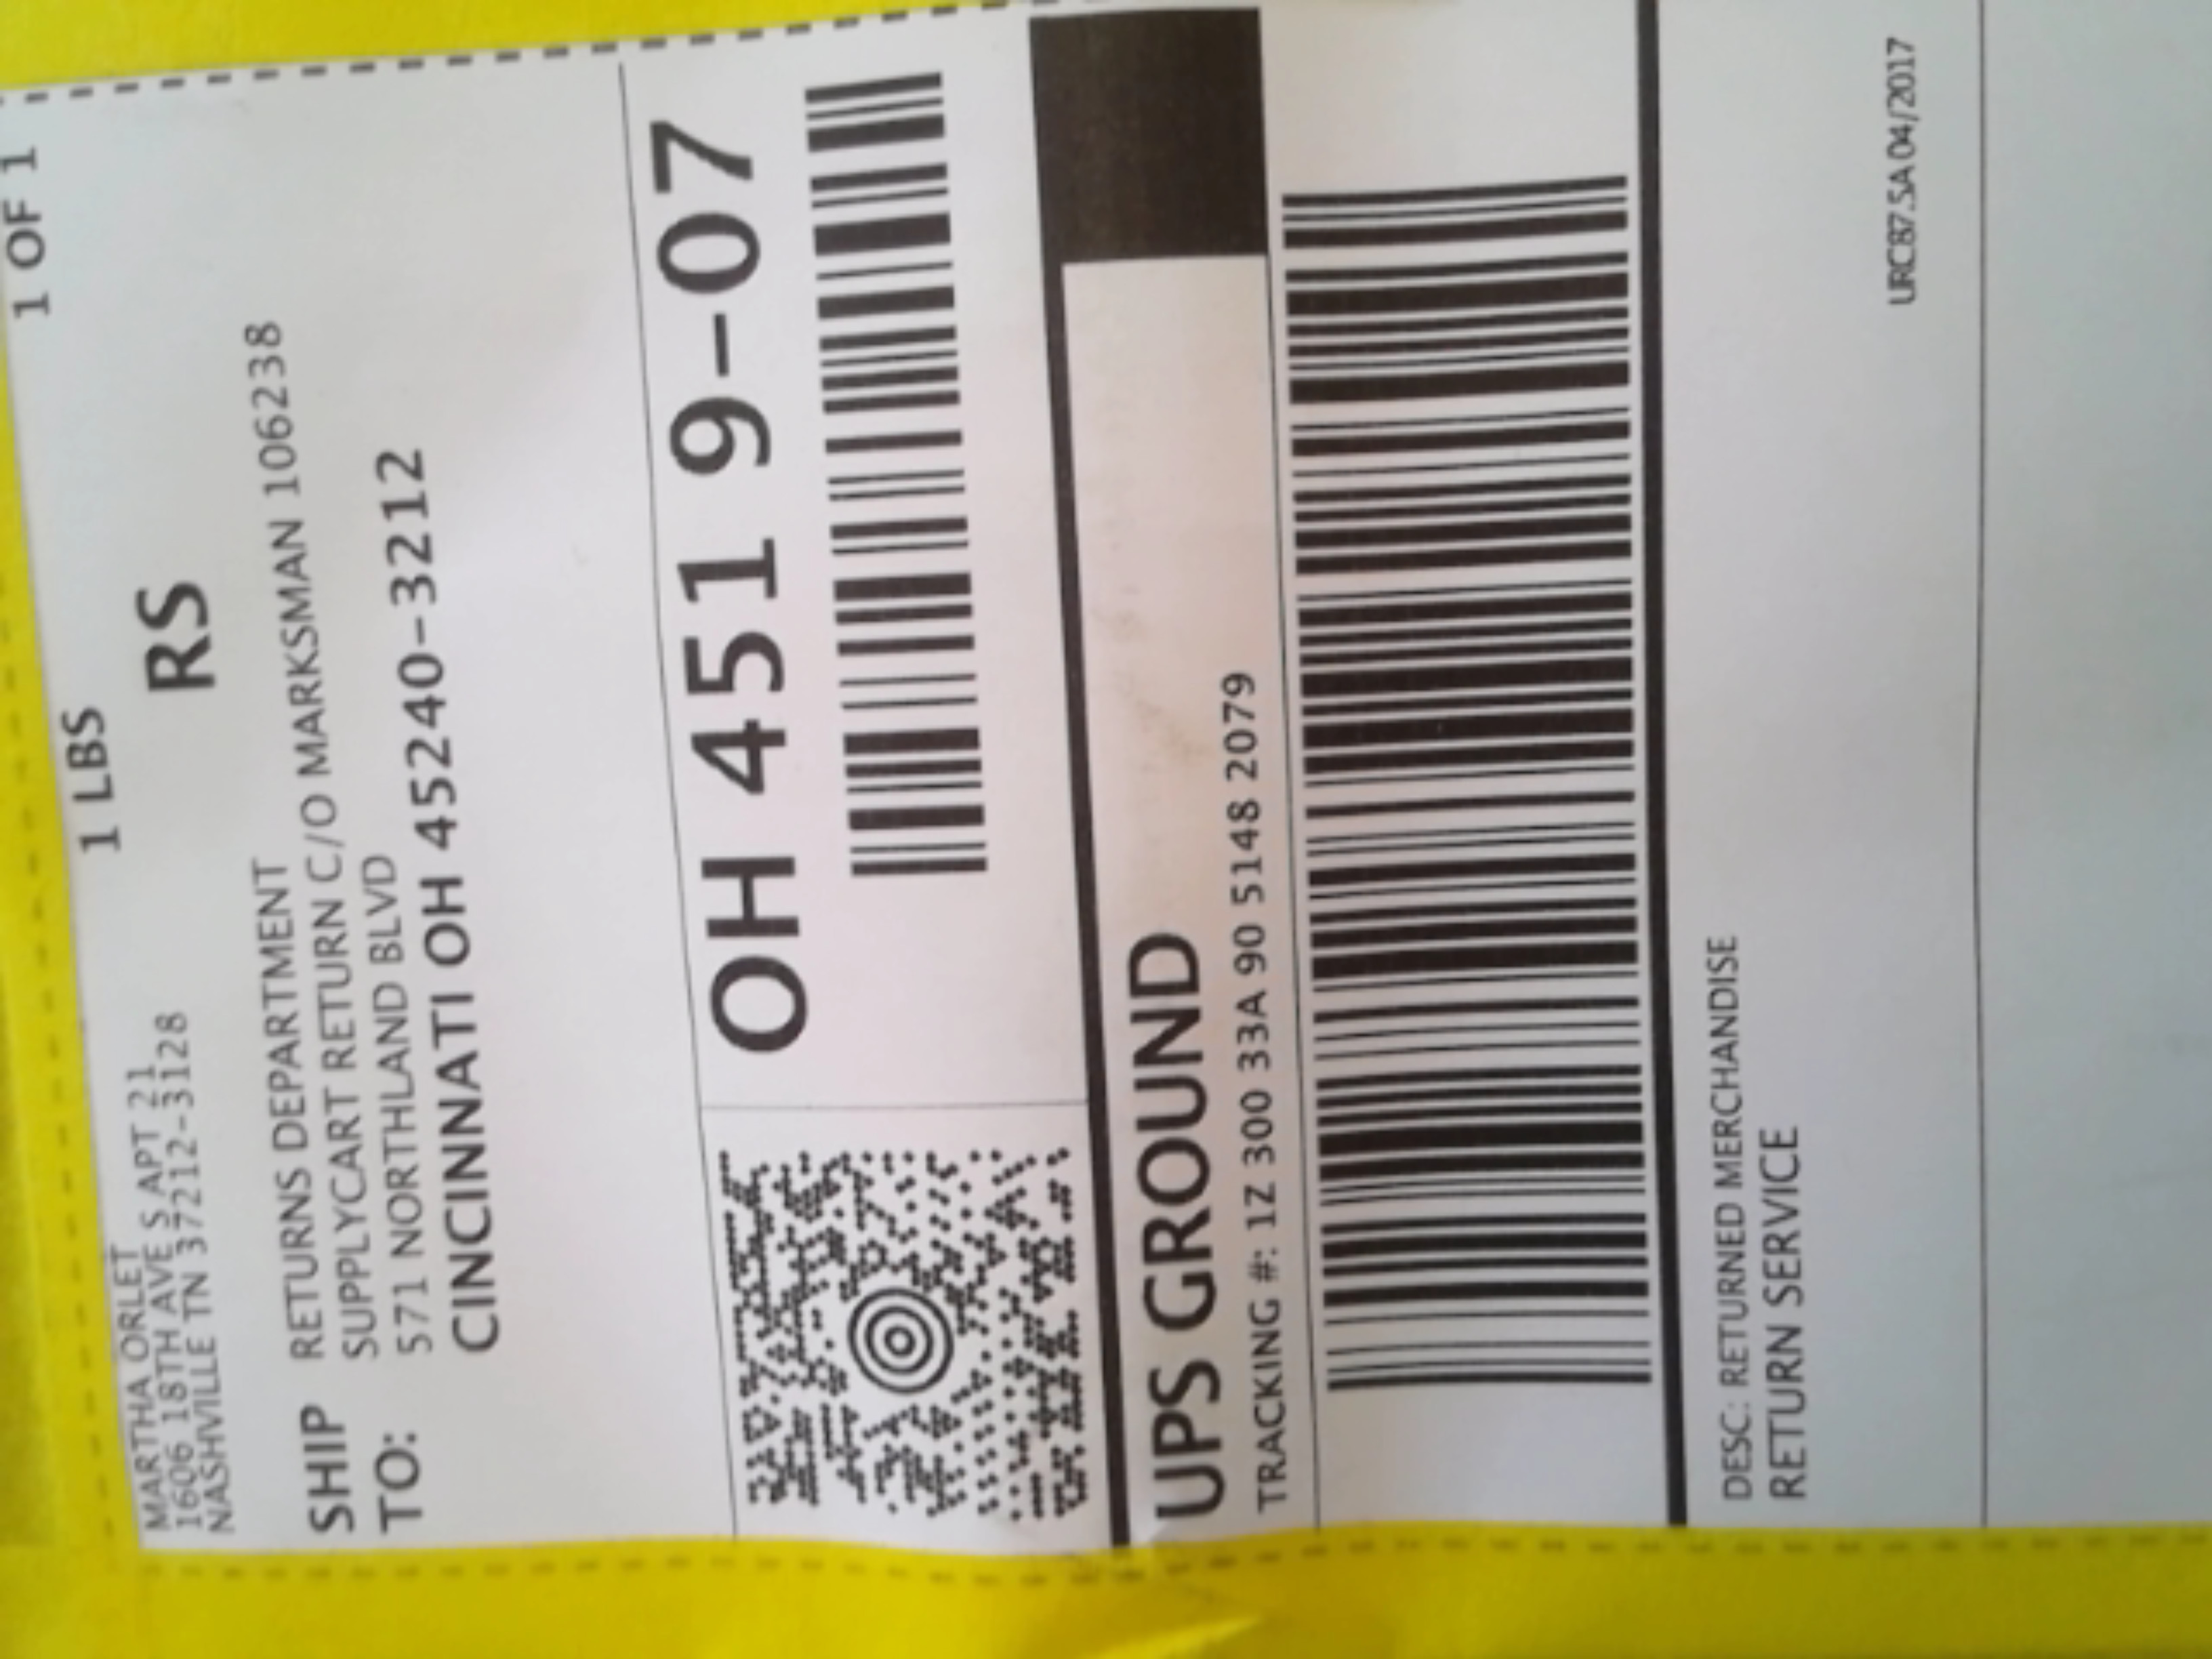 MARTHA ORLET
1606 18TH AVE S APT 21
NASHVILLE TN 37212-3128
1 LBS
1 OF 1
RS
SHIP TO:
RETURNS DEPARTMENT
SUPPLYCART RETURN C/O MARKSMAN 106238
571 NORTHLAND BLVD
CINCINNATI OH 45240-3212
OH 451 9-07
UPS GROUND
TRACKING #: 1Z 300 33A 90 5148 2079
DESC: RETURNED MERCHANDISE
RETURN SERVICE
URC87.5A 04/2017